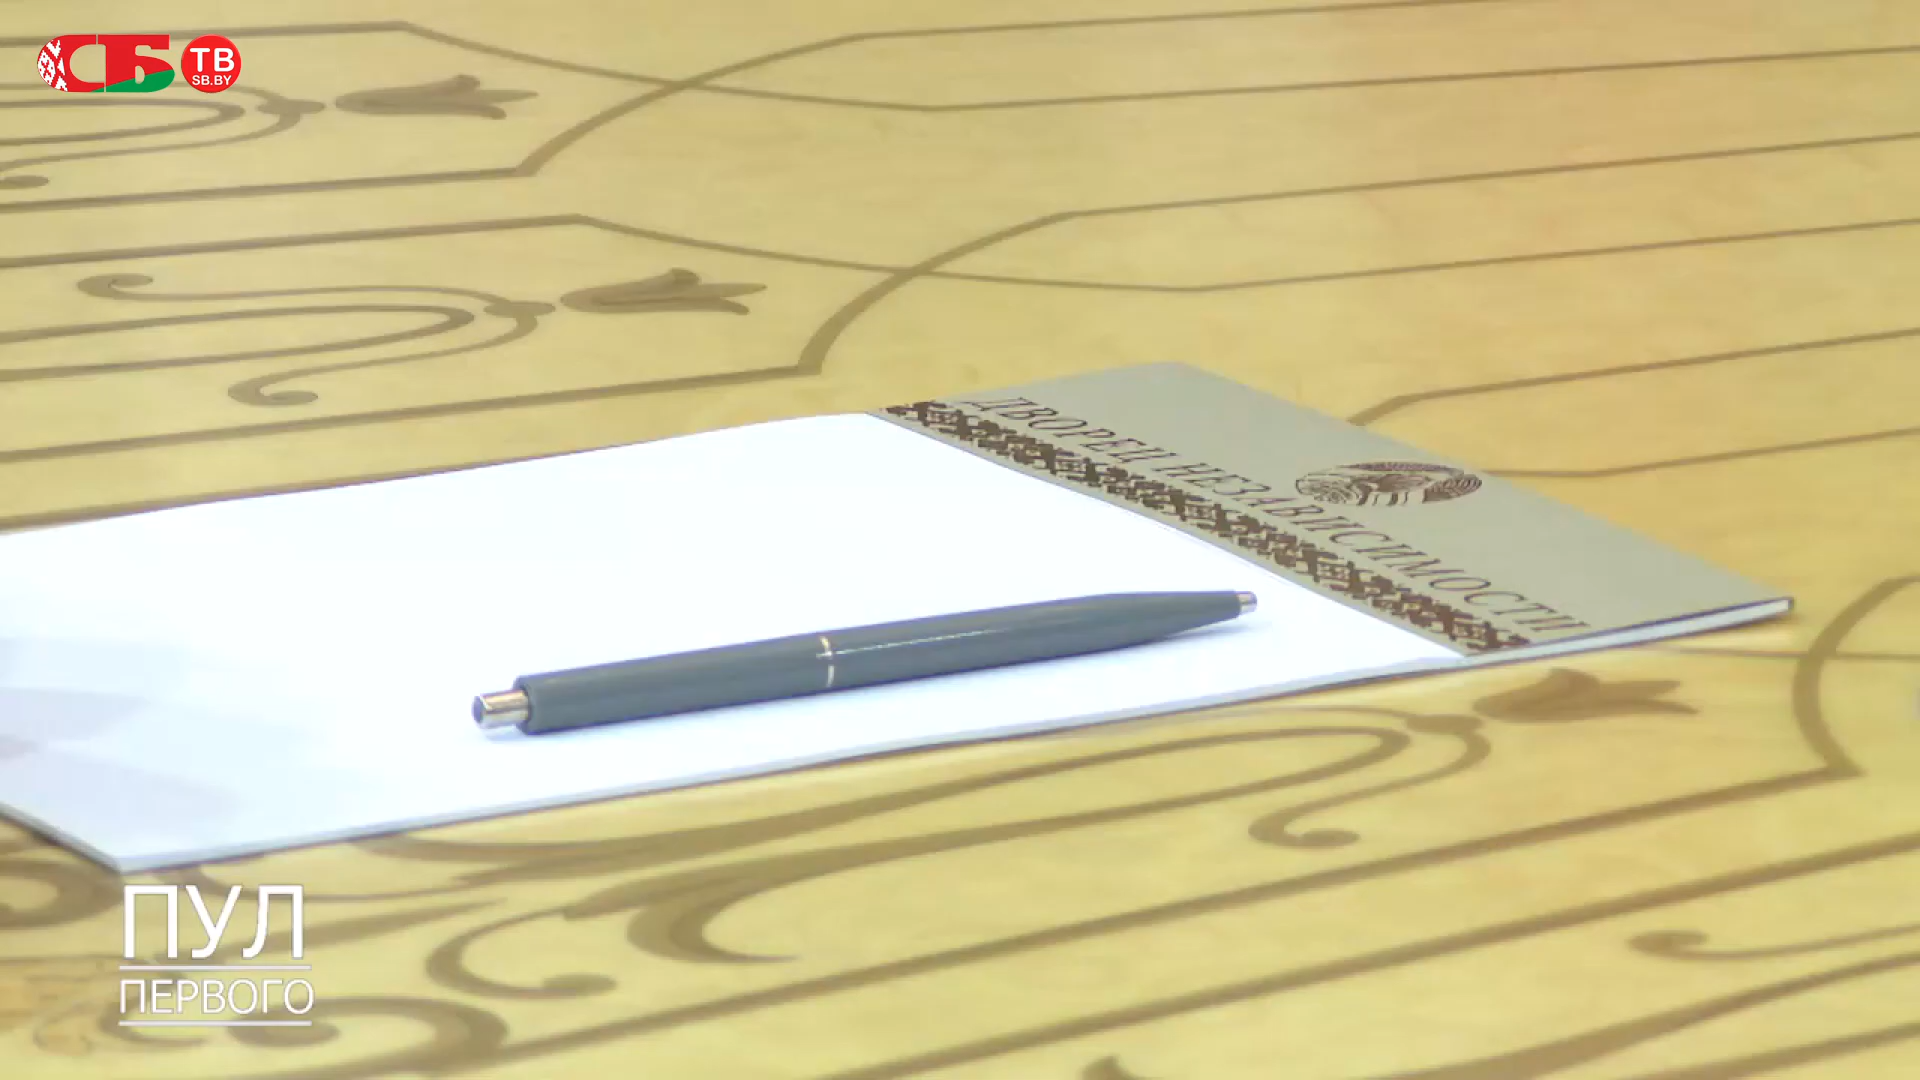 СБ ТВ
SB.BY
ДВОРЕЦ НЕЗАВИСИМОСТИ
ПУЛ
ПЕРВОГО